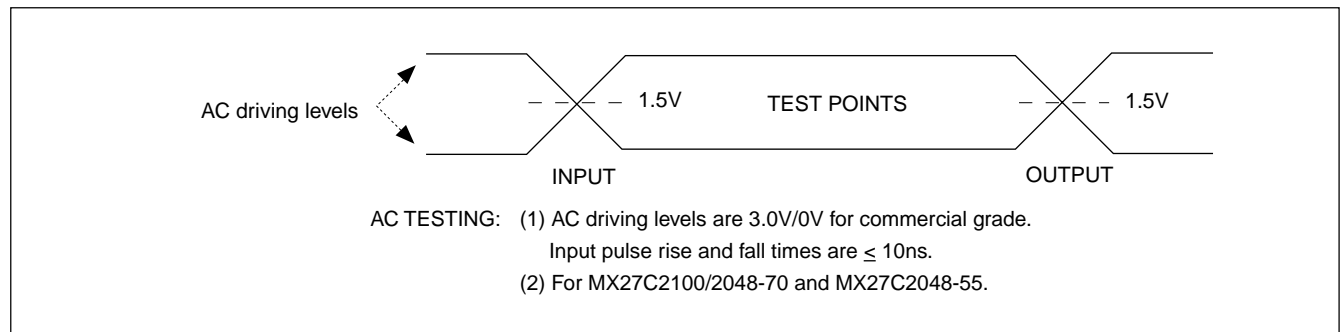 AC driving levels
1.5V
TEST POINTS
1.5V
INPUT
OUTPUT
AC TESTING: (1) AC driving levels are 3.0V/0V for commercial grade.
Input pulse rise and fall times are ≤ 10ns.
(2) For MX27C2100/2048-70 and MX27C2048-55.